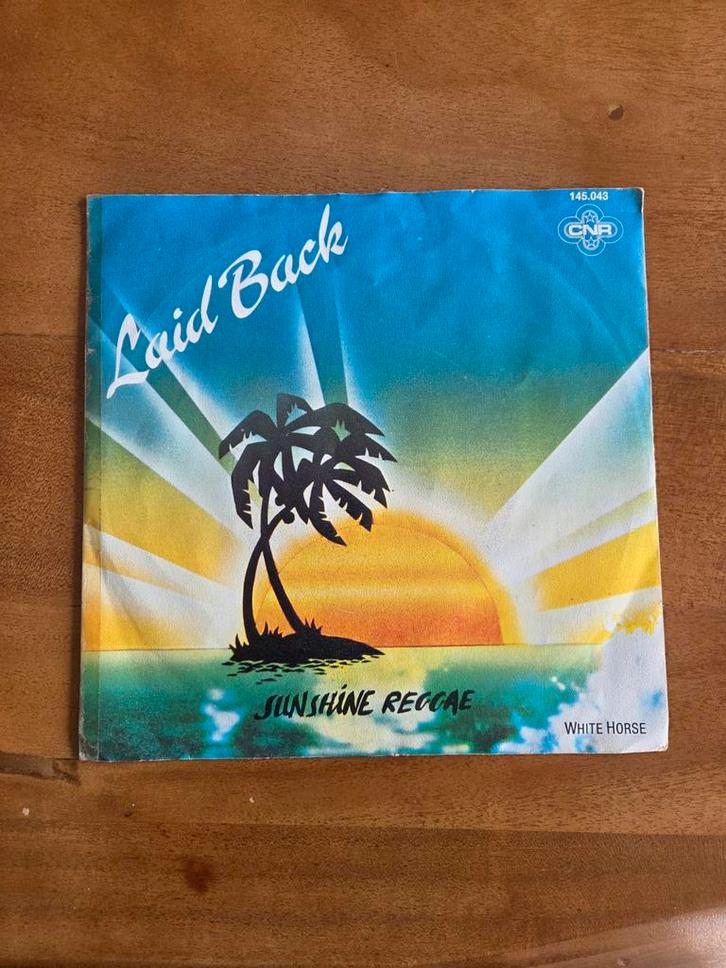 145.043
CNR
Laid Back
SUNSHINE REGGAE
WHITE HORSE